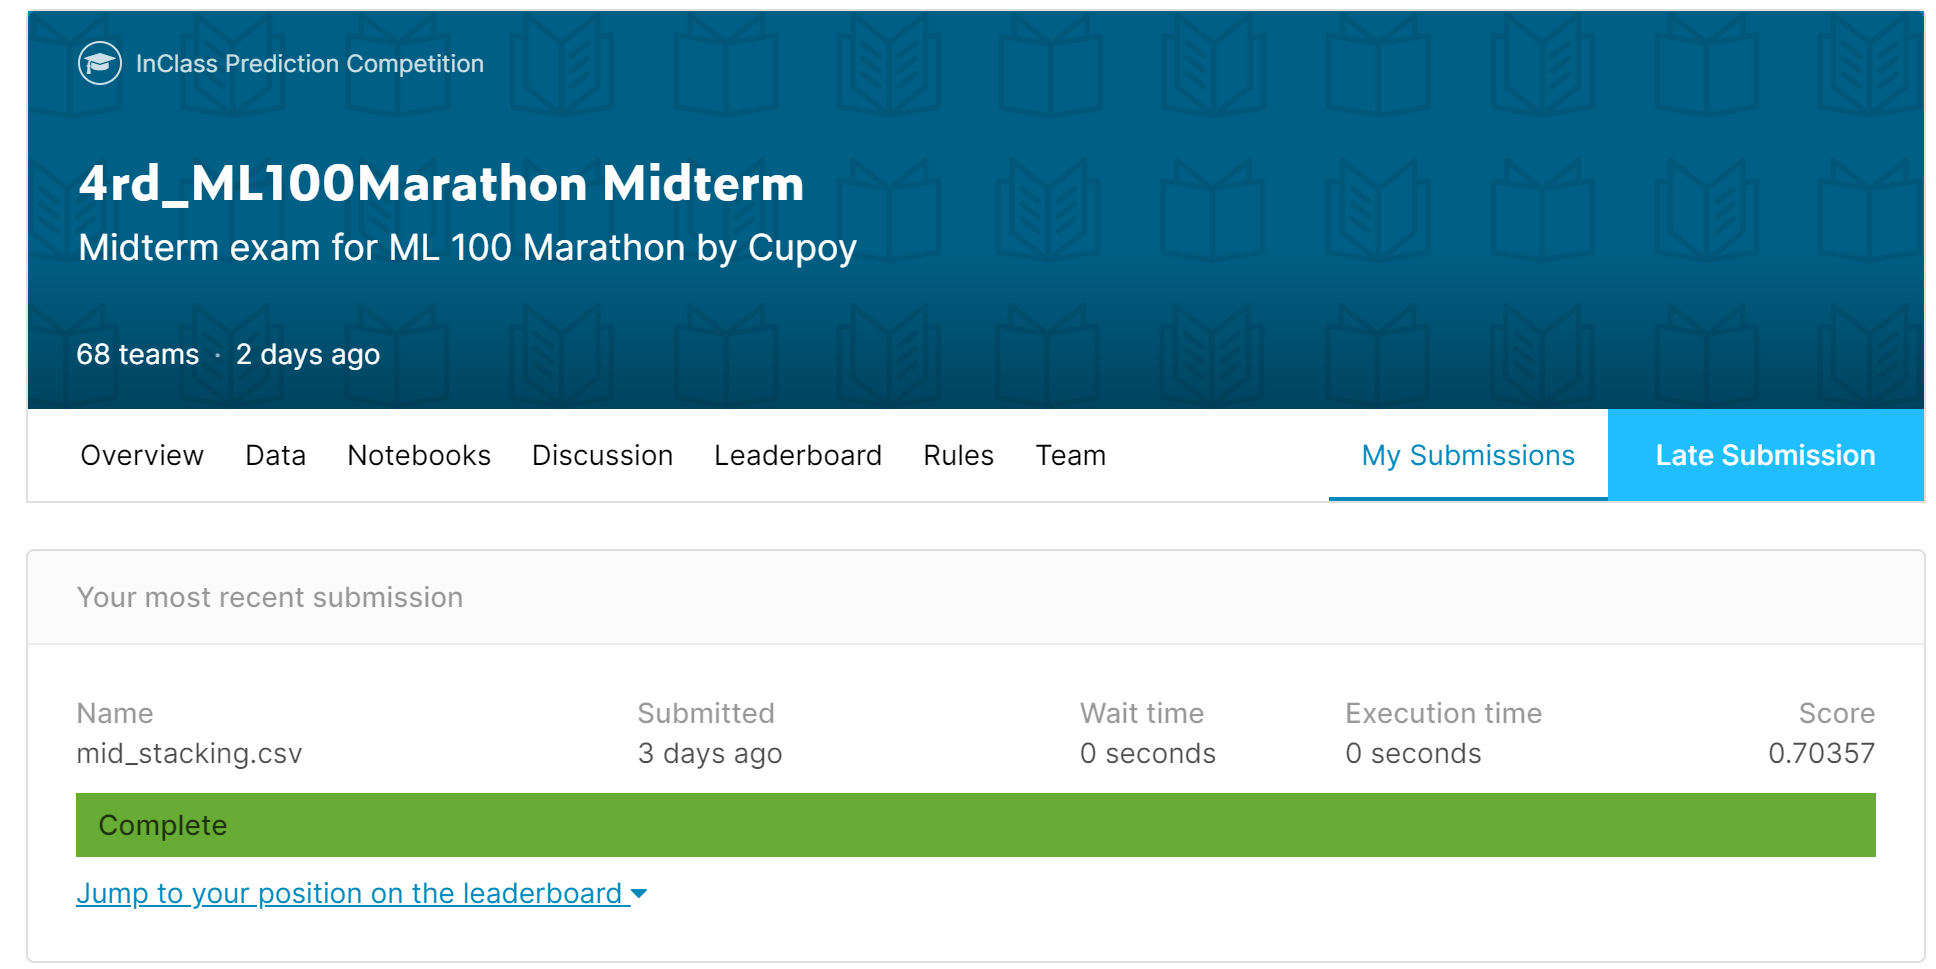 InClass Prediction Competition
4rd_ML100Marathon Midterm
Midterm exam for ML 100 Marathon by Cupoy
68 teams · 2 days ago
Overview Data Notebooks Discussion Leaderboard Rules Team My Submissions Late Submission
Your most recent submission
Name Submitted Wait time Execution time Score
mid_stacking.csv 3 days ago 0 seconds 0 seconds 0.70357
Complete
Jump to your position on the leaderboard